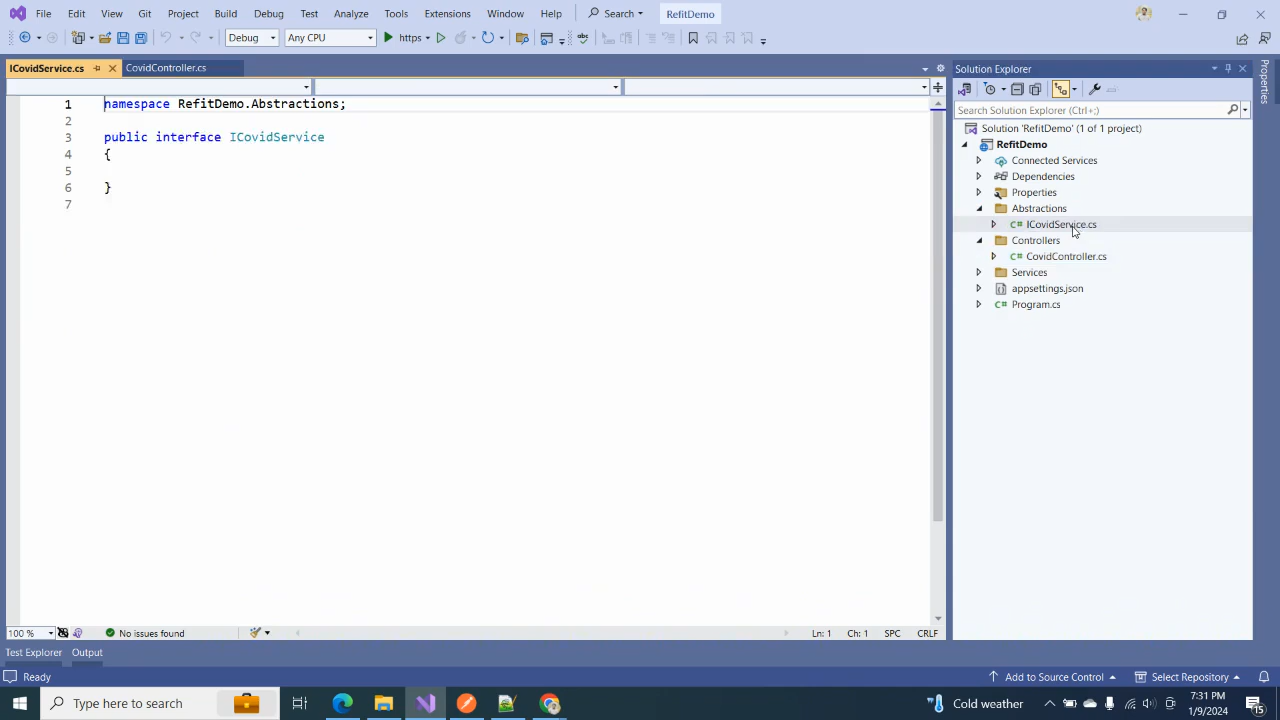 File Edit View Git Project Build Debug Test Analyze Tools Extensions Window Help Search RefitDemo
Debug Any CPU https
ICovidService.cs CovidController.cs
1 namespace RefitDemo.Abstractions;
2
3 public interface ICovidService
4 {
5
6 }
7
100 % No issues found Ln: 1 Ch: 1 SPC CRLF
Solution Explorer
Search Solution Explorer (Ctrl+;)
Solution 'RefitDemo' (1 of 1 project)
RefitDemo
Connected Services
Dependencies
Properties
Abstractions
C# ICovidService.cs
Controllers
C# CovidController.cs
Services
appsettings.json
C# Program.cs
Properties
Test Explorer Output
Ready Add to Source Control Select Repository
Type here to search Cold weather 7:31 PM
1/9/2024
15